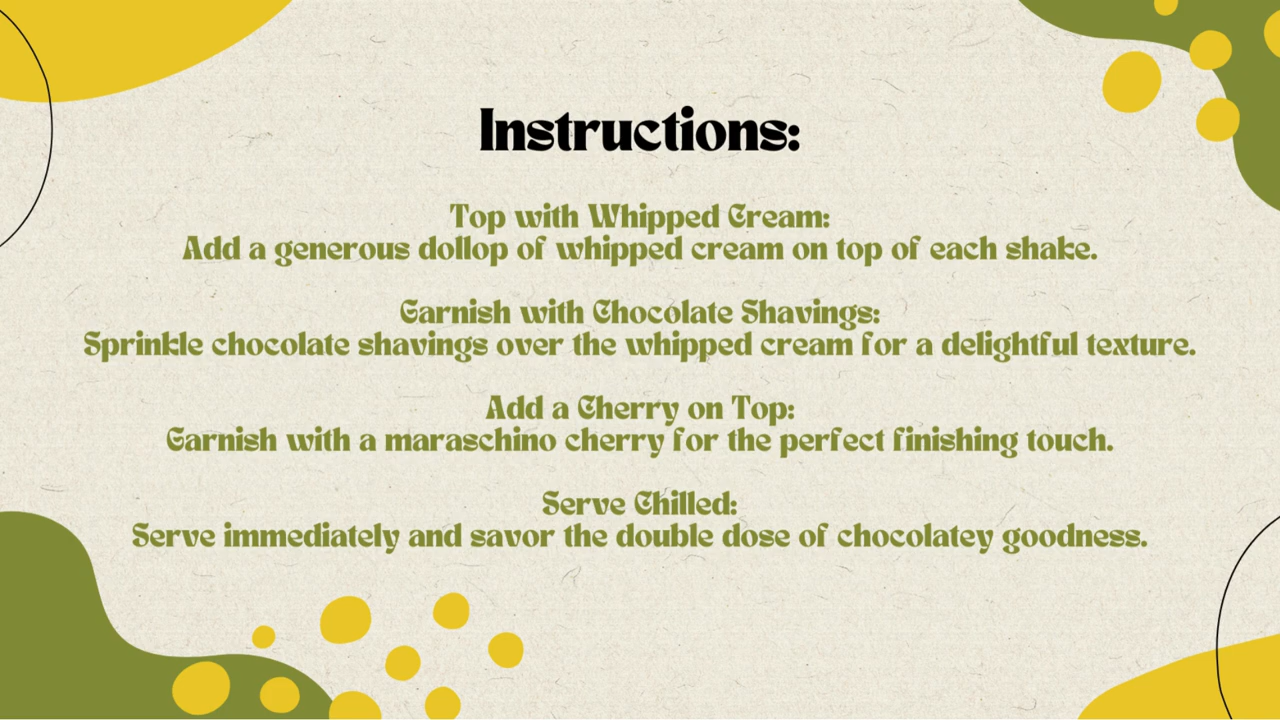 Instructions:
Top with Whipped Cream:
Add a generous dollop of whipped cream on top of each shake.
Garnish with Chocolate Shavings:
Sprinkle chocolate shavings over the whipped cream for a delightful texture.
Add a Cherry on Top:
Garnish with a maraschino cherry for the perfect finishing touch.
Serve Chilled:
Serve immediately and savor the double dose of chocolatey goodness.